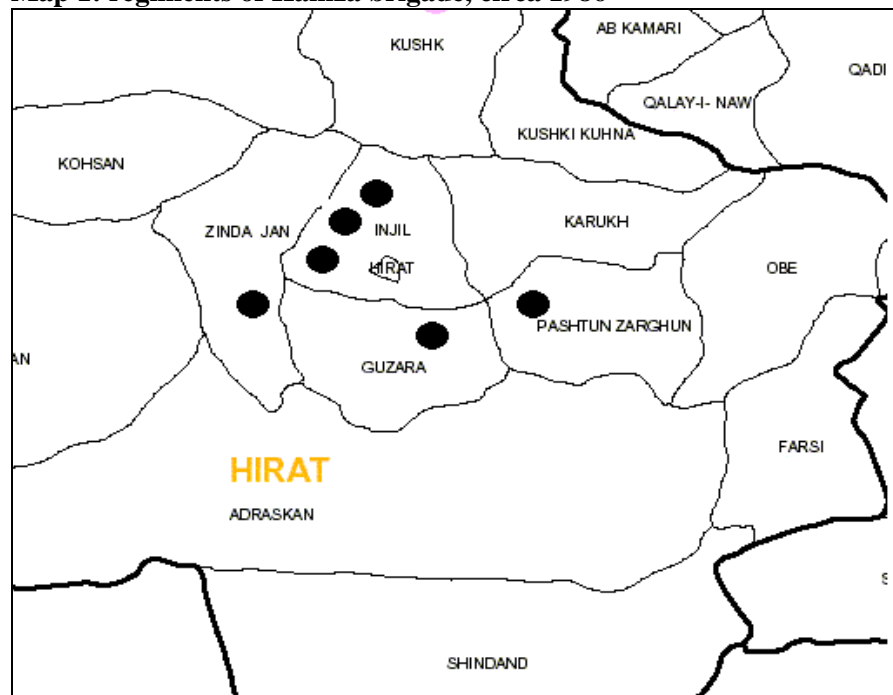 KUSHK
AB KAMARI
QADI
QALAY-I- NAW
KUSHKI KUHNA
KOHSAN
ZINDA JAN
INJIL
KARUKH
HIRAT
OBE
PASHTUN ZARGHUN
AN
GUZARA
FARSI
HIRAT
ADRASKAN
SHINDAND